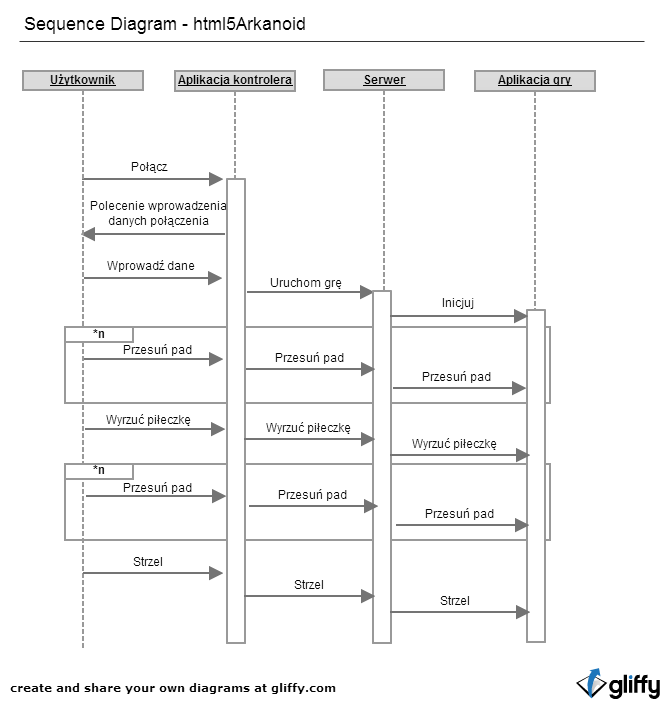 Sequence Diagram - html5Arkanoid
Użytkownik
Aplikacja kontrolera
Serwer
Aplikacja gry
Połącz
Polecenie wprowadzenia
danych połączenia
Wprowadź dane
Uruchom grę
Inicjuj
*n
Przesuń pad
Przesuń pad
Przesuń pad
Wyrzuć piłeczkę
Wyrzuć piłeczkę
Wyrzuć piłeczkę
*n
Przesuń pad
Przesuń pad
Przesuń pad
Strzel
Strzel
Strzel
create and share your own diagrams at gliffy.com
gliffy